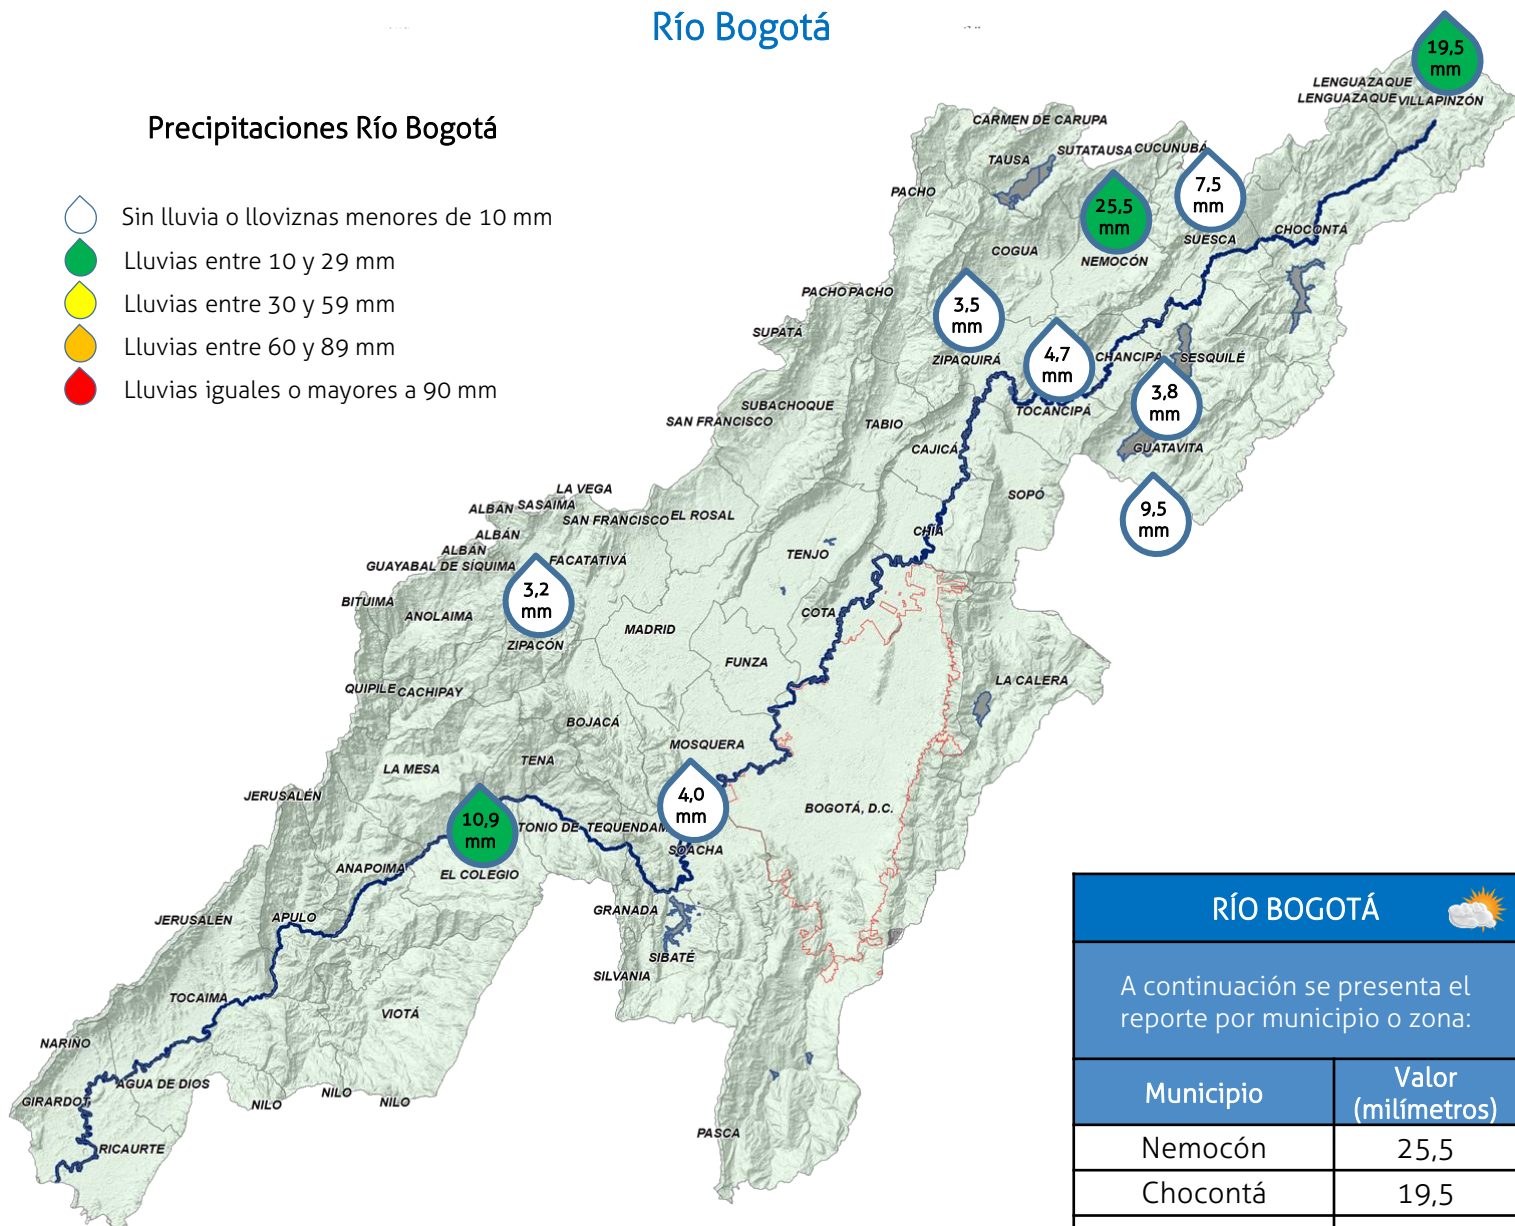 Río Bogotá
Precipitaciones Río Bogotá
Sin lluvia o lloviznas menores de 10 mm
Lluvias entre 10 y 29 mm
Lluvias entre 30 y 59 mm
Lluvias entre 60 y 89 mm
Lluvias iguales o mayores a 90 mm
19,5
mm
LENGUAZAQUE
LENGUAZAQUE
VILLAPINZÓN
CARMEN DE CARUPA
SUTATAUSA
CUCUNUBÁ
TAUSA
PACHO
7,5
mm
25,5
mm
SUESCA
CHOCONTÁ
COGUA
NEMOCÓN
PACHO
PACHO
3,5
mm
SUPATÁ
ZIPAQUIRÁ
4,7
mm
CHANCIPÁ
SESQUILÉ
3,8
mm
TOCANCIPÁ
SUBACHOQUE
SAN FRANCISCO
TABIO
CAJICÁ
GUATAVITA
SOPÓ
9,5
mm
LA VEGA
SASAIMA
ALBÁN
SAN FRANCISCO
EL ROSAL
CHÍA
ALBÁN
ALBÁN
TENJO
GUAYABAL DE SÍQUIMA
FACATATIVÁ
3,2
mm
BITUIMA
ANOLAIMA
COTA
MADRID
ZIPACÓN
FUNZA
LA CALERA
QUIPILE
CACHIPAY
BOJACÁ
MOSQUERA
TENA
LA MESA
JERUSALÉN
4,0
mm
BOGOTÁ, D.C.
10,9
mm
TONIO DE TEQUENDAM
SOACHA
ANAPOIMA
EL COLEGIO
GRANADA
JERUSALÉN
APULO
SIBATÉ
SILVANIA
TOCAIMA
VIOTÁ
NARIÑO
AGUA DE DIOS
GIRARDOT
NILO
NILO
NILO
RICAURTE
PASCA
RÍO BOGOTÁ
A continuación se presenta el
reporte por municipio o zona:
Municipio
Valor
(milímetros)
Nemocón 25,5
Chocontá 19,5